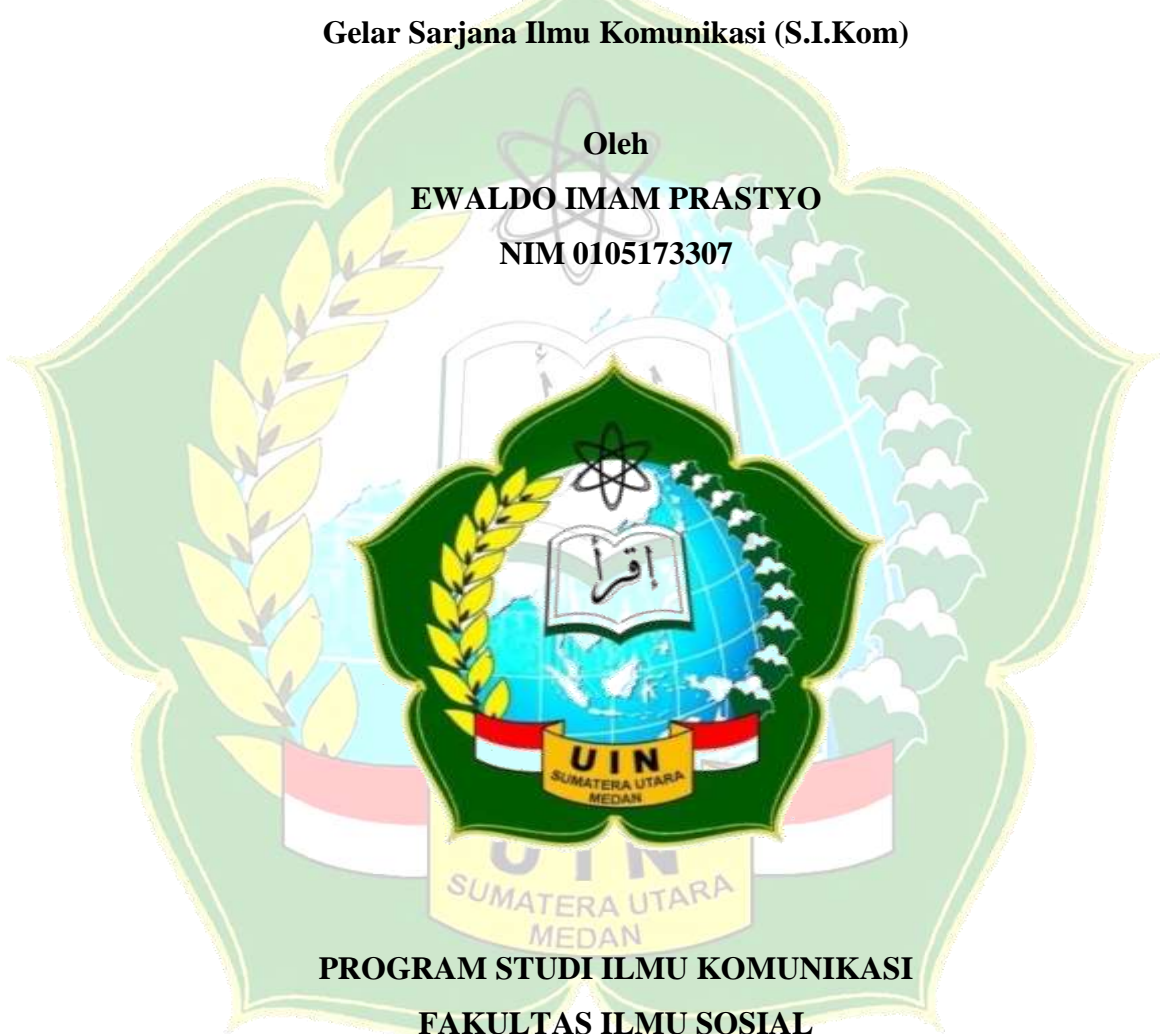 Gelar Sarjana Ilmu Komunikasi (S.I.Kom)
Oleh
EWALDO IMAM PRASTYO
NIM 0105173307
إقرأ
UIN
SUMATERA UTARA
MEDAN
UIN
SUMATERA UTARA
MEDAN
PROGRAM STUDI ILMU KOMUNIKASI
FAKULTAS ILMU SOSIAL